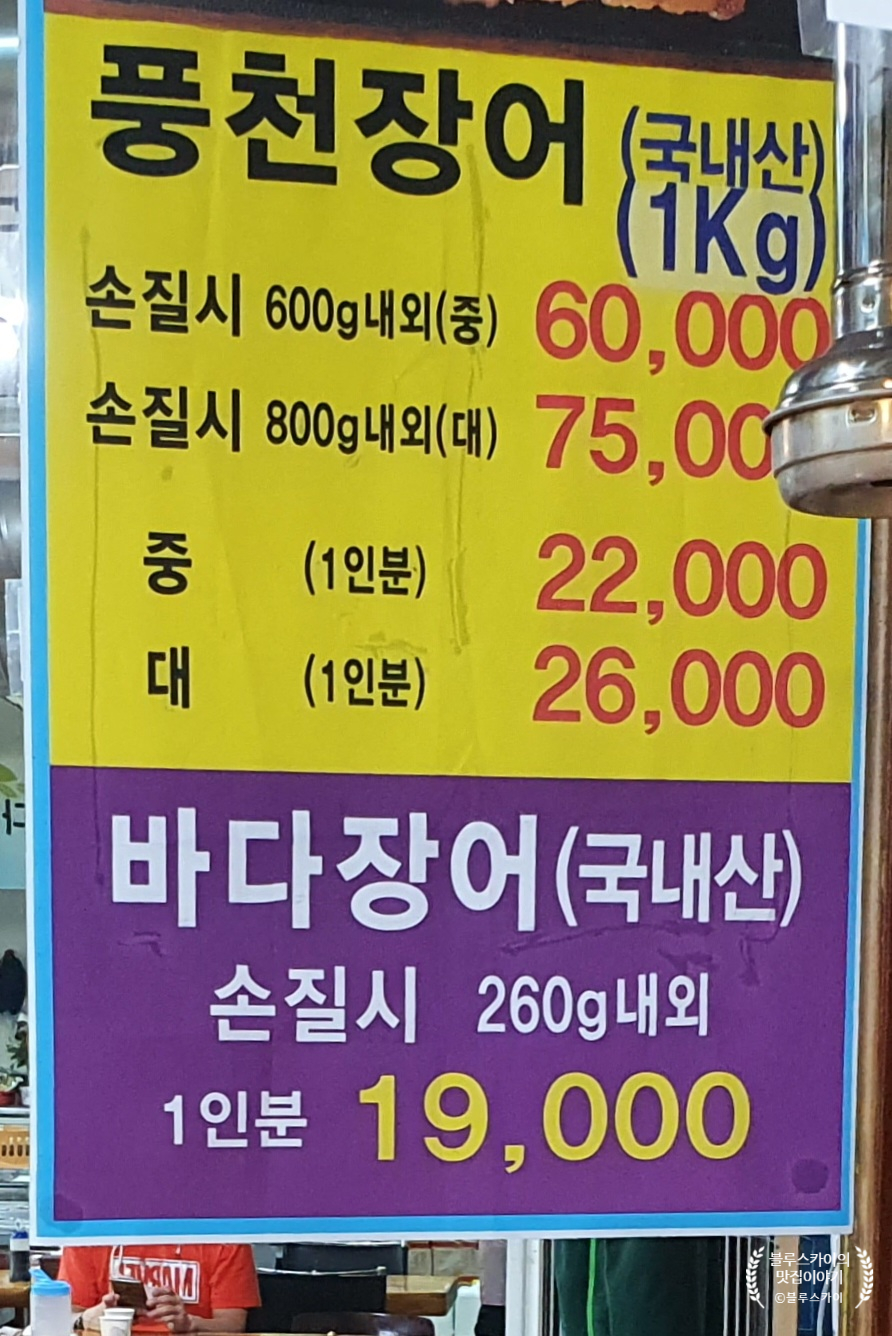 풍천장어 (국내산)
(1Kg)
손질시 600g내외(중) 60,000
손질시 800g내외(대) 75,00
중 (1인분) 22,000
대 (1인분) 26,000
바다장어(국내산)
손질시 260g내외
1인분 19,000
불루스카이의
맛집이야기
©불루스카이